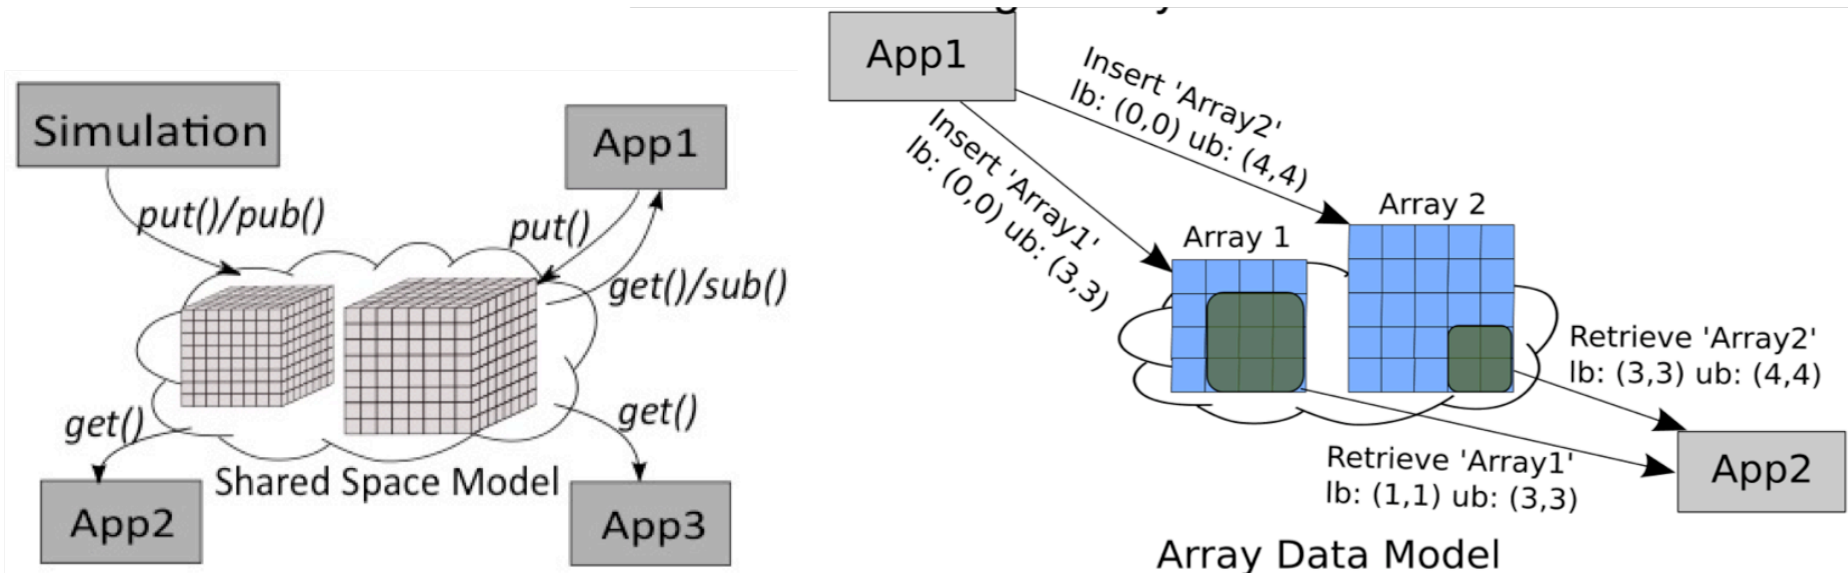 Simulation
App1
put()/pub()
put()
get()/sub()
get()
get()
Shared Space Model
App2
App3
App1
Insert 'Array2'
lb: (0,0) ub: (4,4)
Insert 'Array1'
lb: (0,0) ub: (3,3)
Array 2
Array 1
Retrieve 'Array2'
lb: (3,3) ub: (4,4)
Retrieve 'Array1'
lb: (1,1) ub: (3,3)
App2
Array Data Model